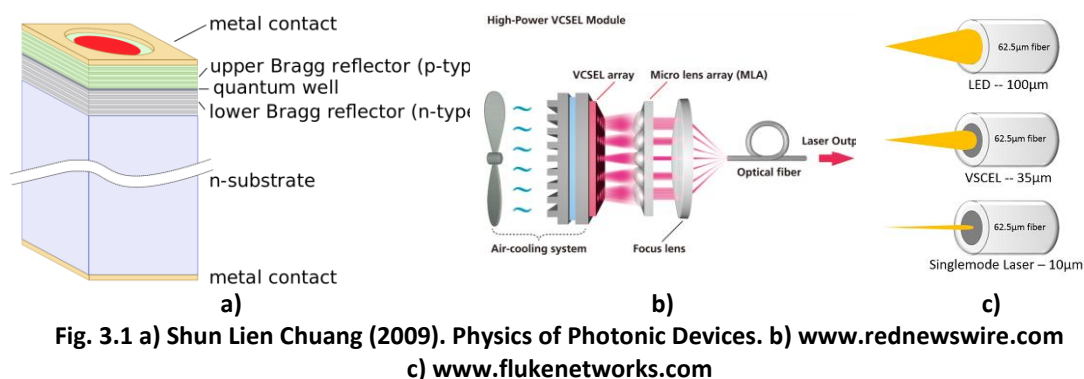 metal contact
upper Bragg reflector (p-typ
quantum well
lower Bragg reflector (n-type
n-substrate
metal contact
a)
High-Power VCSEL Module
VCSEL array
Micro lens array (MLA)
Laser Outp
Optical fiber
Air-cooling system
Focus lens
b)
62.5µm fiber
LED -- 100µm
62.5µm fiber
VSCEL -- 35µm
62.5µm fiber
Singlemode Laser – 10µm
c)
Fig. 3.1 a) Shun Lien Chuang (2009). Physics of Photonic Devices. b) www.rednewswire.com
c) www.flukenetworks.com